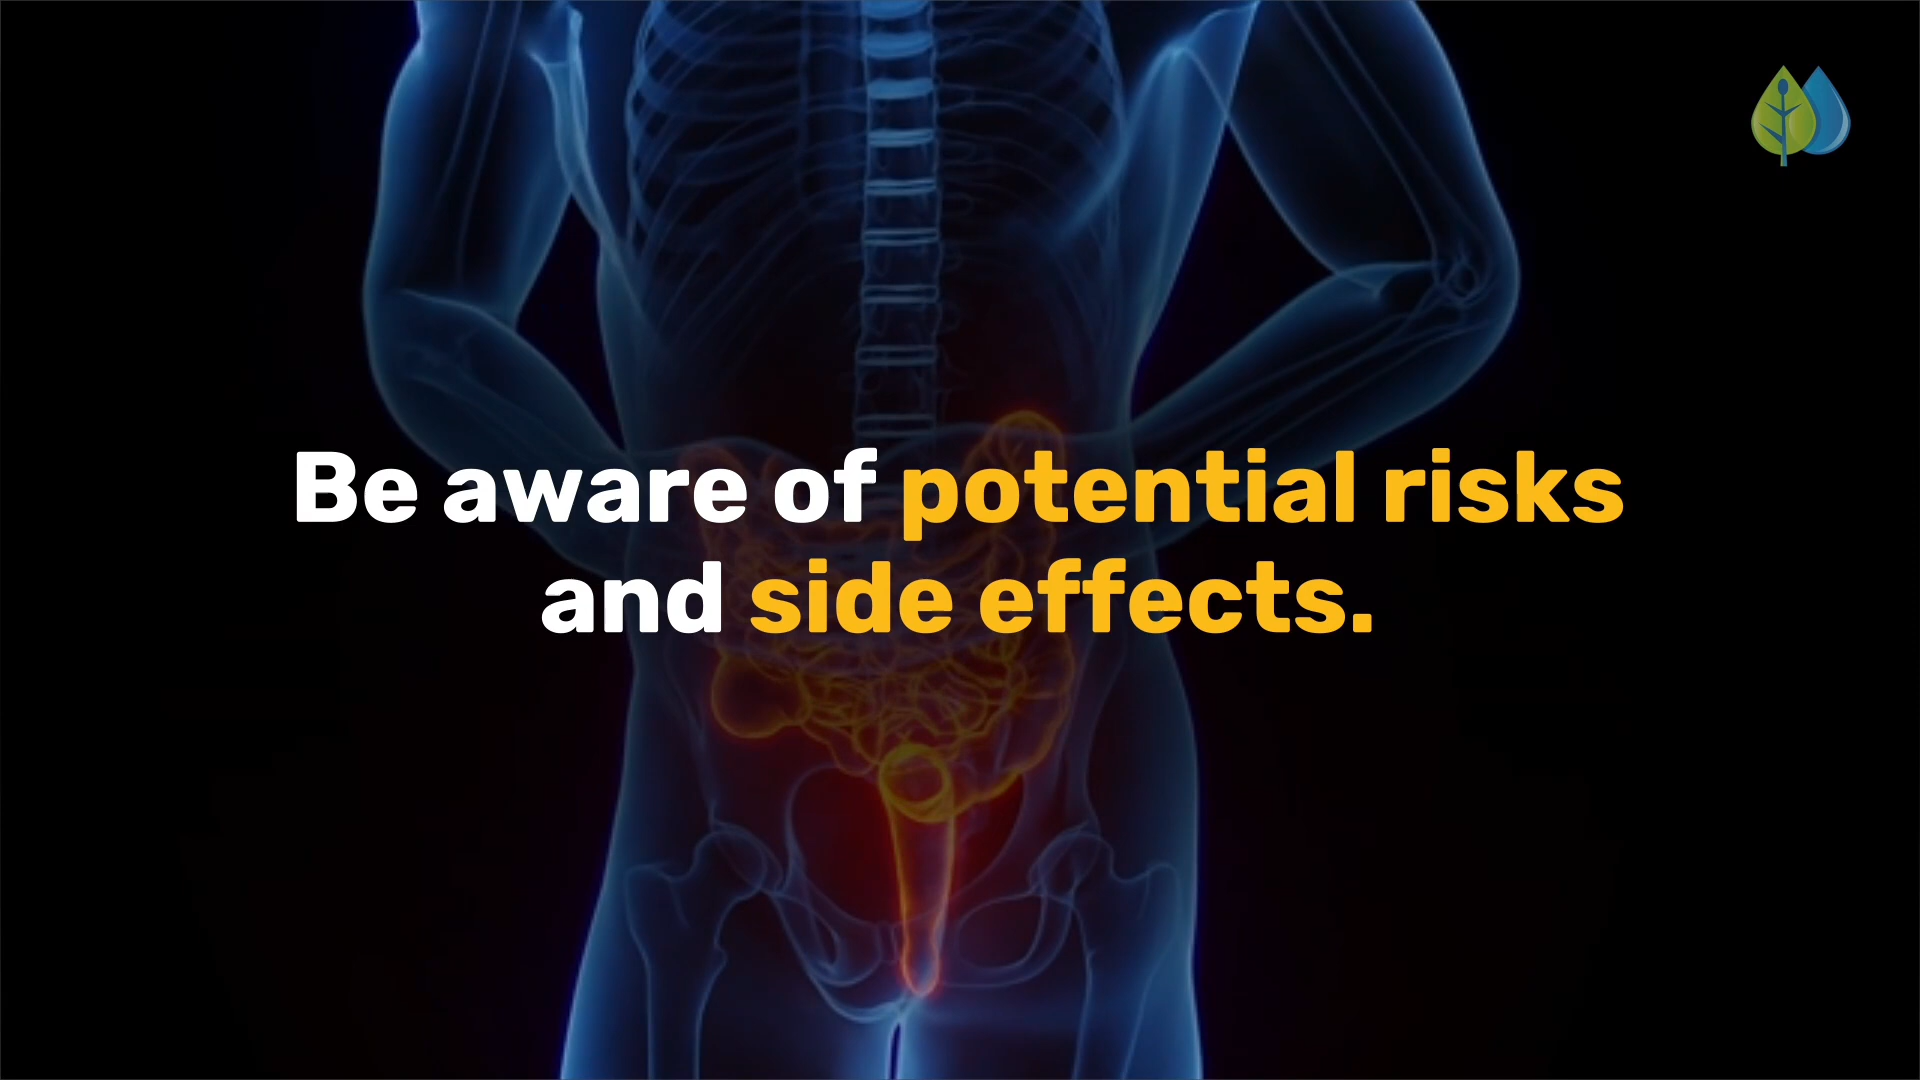 Be aware of potential risks
and side effects.